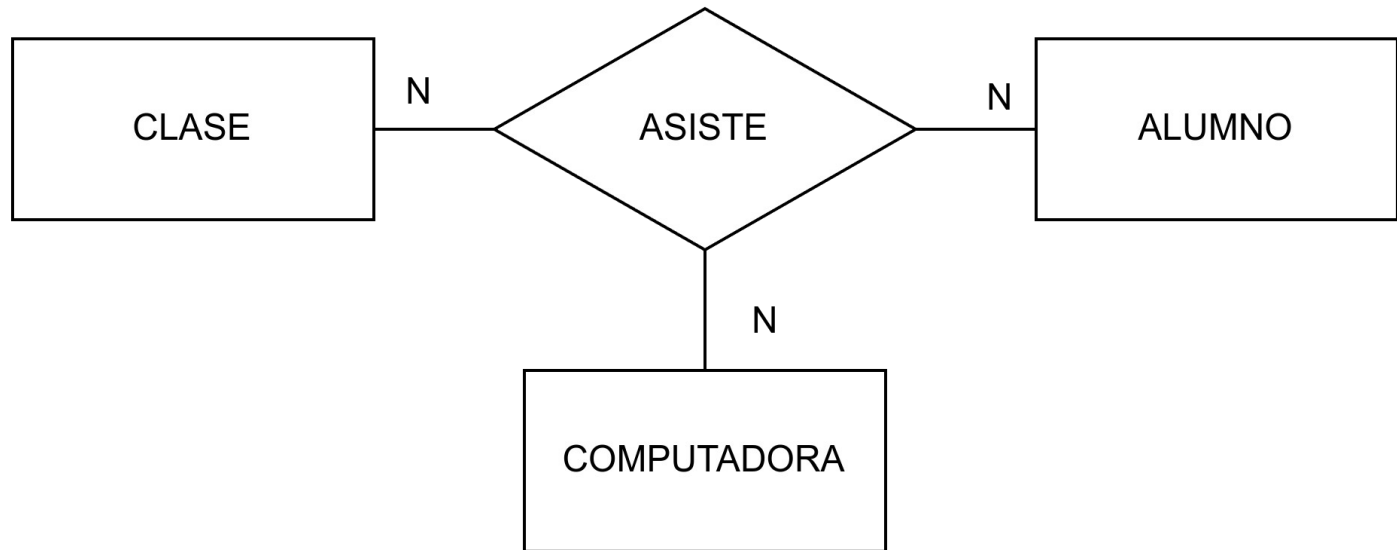 CLASE
N
ASISTE
N
ALUMNO
N
COMPUTADORA